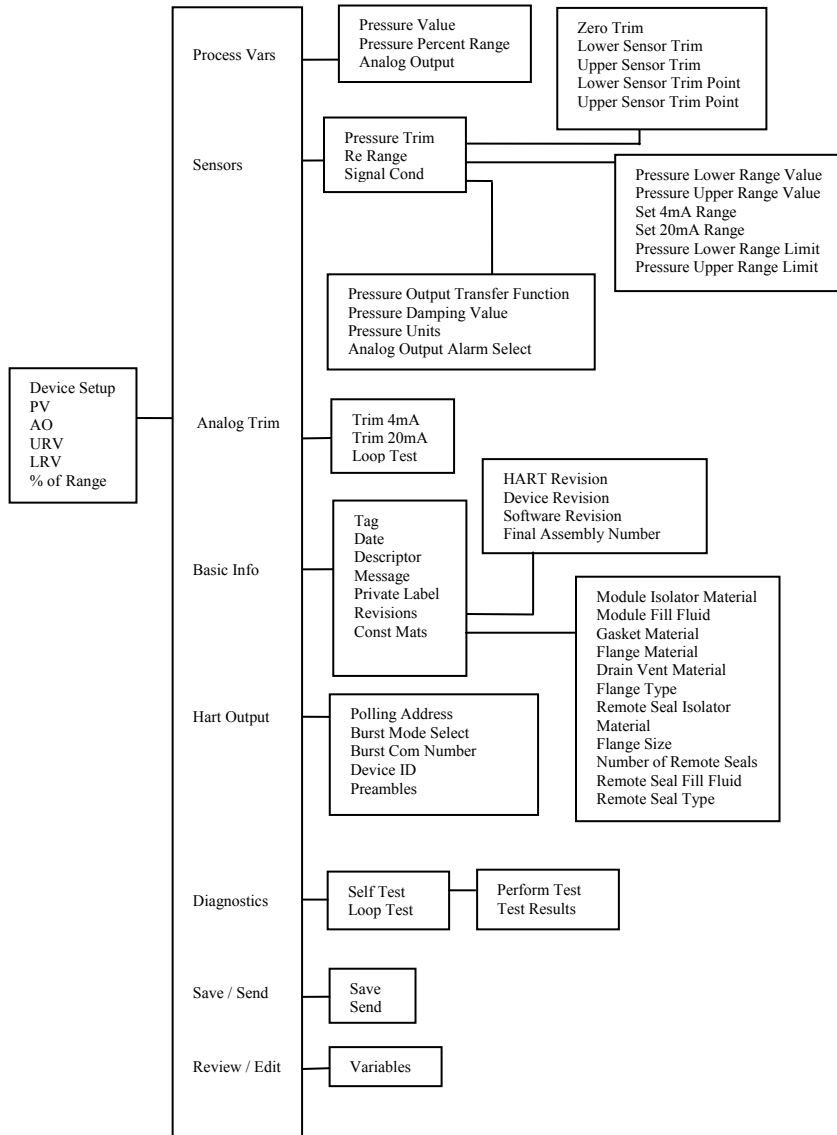 Device Setup
PV
AO
URV
LRV
% of Range
Process Vars
Pressure Value
Pressure Percent Range
Analog Output
Sensors
Pressure Trim
Re Range
Signal Cond
Zero Trim
Lower Sensor Trim
Upper Sensor Trim
Lower Sensor Trim Point
Upper Sensor Trim Point
Pressure Lower Range Value
Pressure Upper Range Value
Set 4mA Range
Set 20mA Range
Pressure Lower Range Limit
Pressure Upper Range Limit
Pressure Output Transfer Function
Pressure Damping Value
Pressure Units
Analog Output Alarm Select
Analog Trim
Trim 4mA
Trim 20mA
Loop Test
Basic Info
Tag
Date
Descriptor
Message
Private Label
Revisions
Const Mats
HART Revision
Device Revision
Software Revision
Final Assembly Number
Module Isolator Material
Module Fill Fluid
Gasket Material
Flange Material
Drain Vent Material
Flange Type
Remote Seal Isolator
Material
Flange Size
Number of Remote Seals
Remote Seal Fill Fluid
Remote Seal Type
Hart Output
Polling Address
Burst Mode Select
Burst Com Number
Device ID
Preambles
Diagnostics
Self Test
Loop Test
Perform Test
Test Results
Save / Send
Save
Send
Review / Edit
Variables